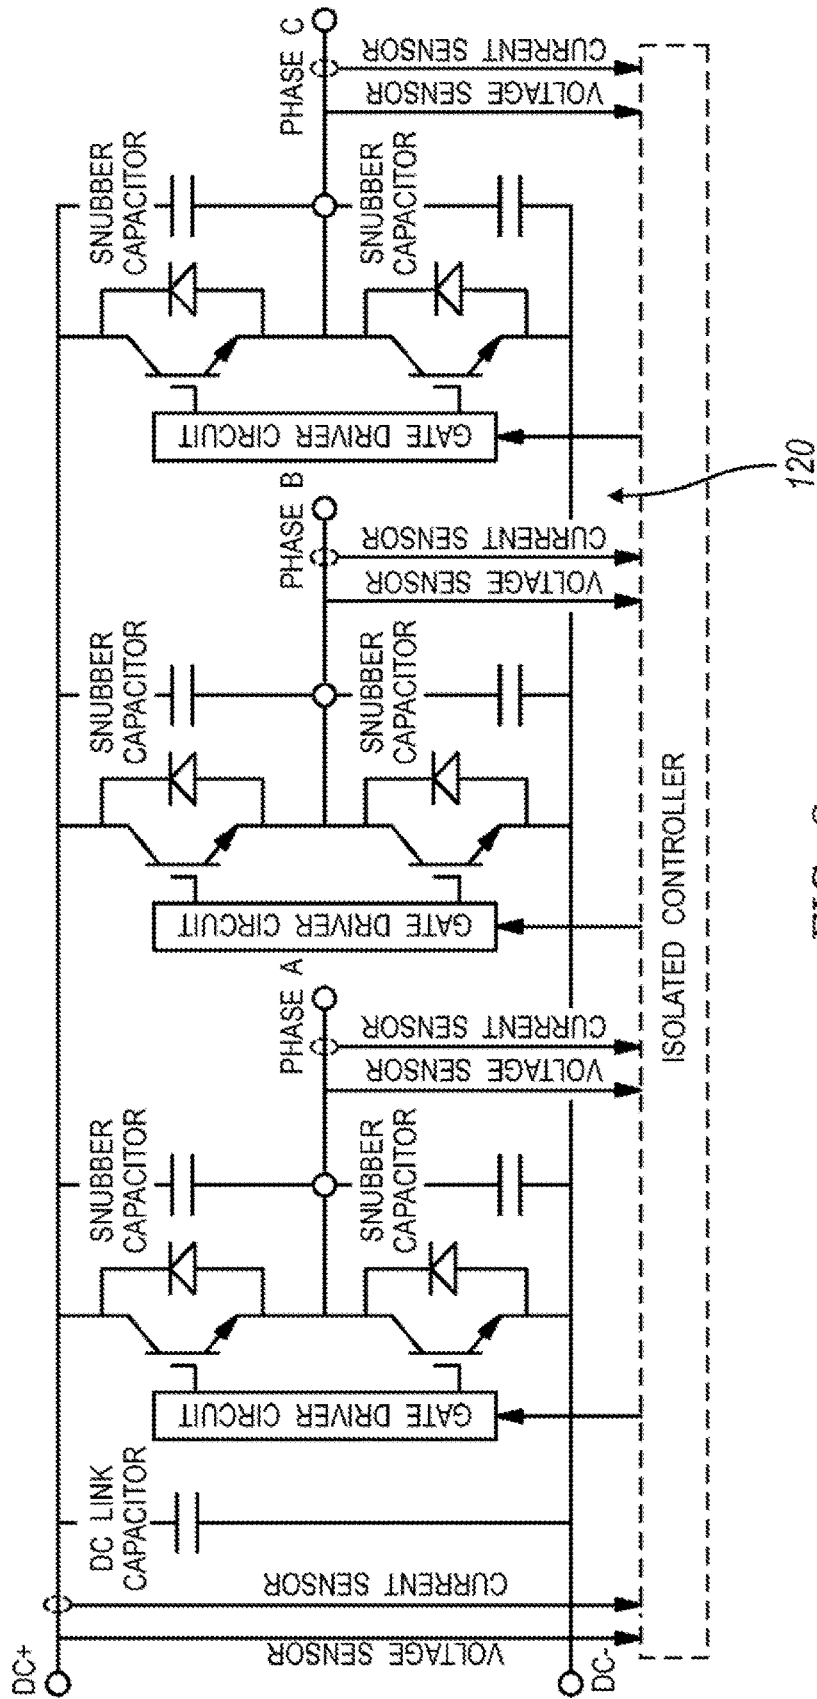 DC+
VOLTAGE SENSOR
CURRENT SENSOR
DC LINK
CAPACITOR
GATE DRIVER CIRCUIT
SNUBBER
CAPACITOR
SNUBBER
CAPACITOR
PHASE A
VOLTAGE SENSOR
CURRENT SENSOR
GATE DRIVER CIRCUIT
SNUBBER
CAPACITOR
SNUBBER
CAPACITOR
PHASE B
VOLTAGE SENSOR
CURRENT SENSOR
GATE DRIVER CIRCUIT
SNUBBER
CAPACITOR
SNUBBER
CAPACITOR
PHASE C
VOLTAGE SENSOR
CURRENT SENSOR
DC-
ISOLATED CONTROLLER
120